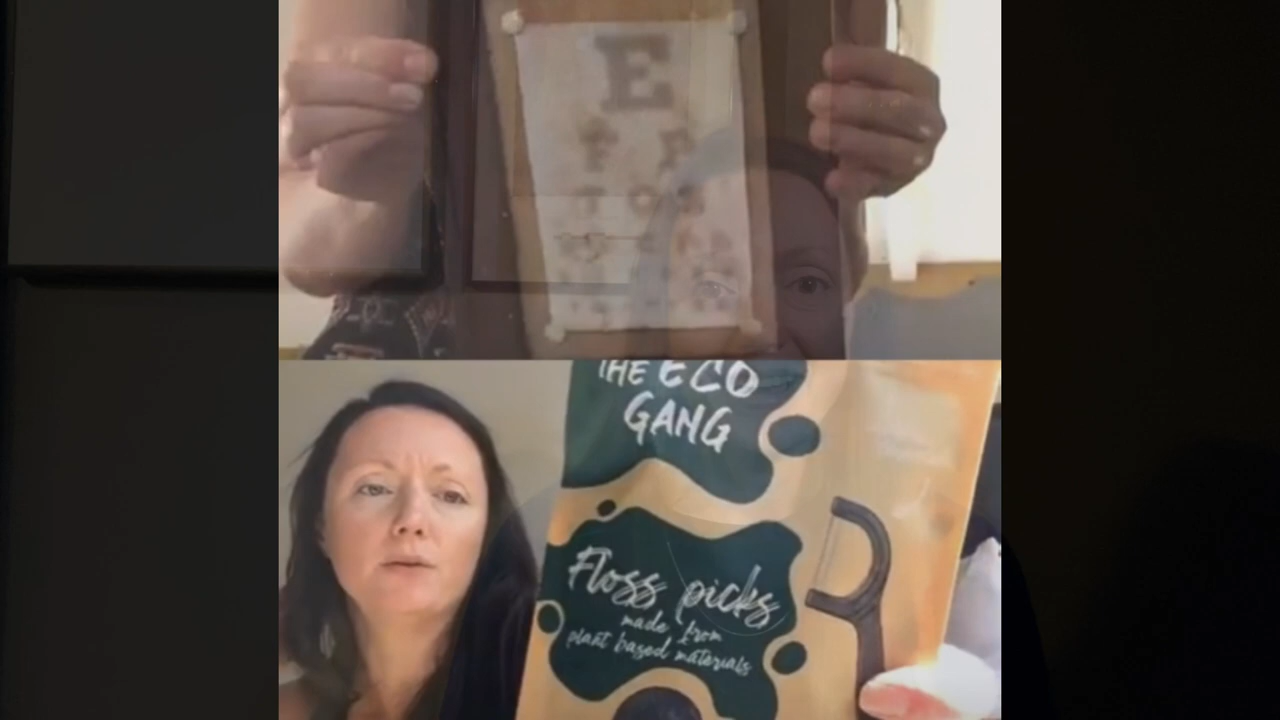 E
F P
T O Z
THE ECO
GANG
Floss picks
made from
plant based materials